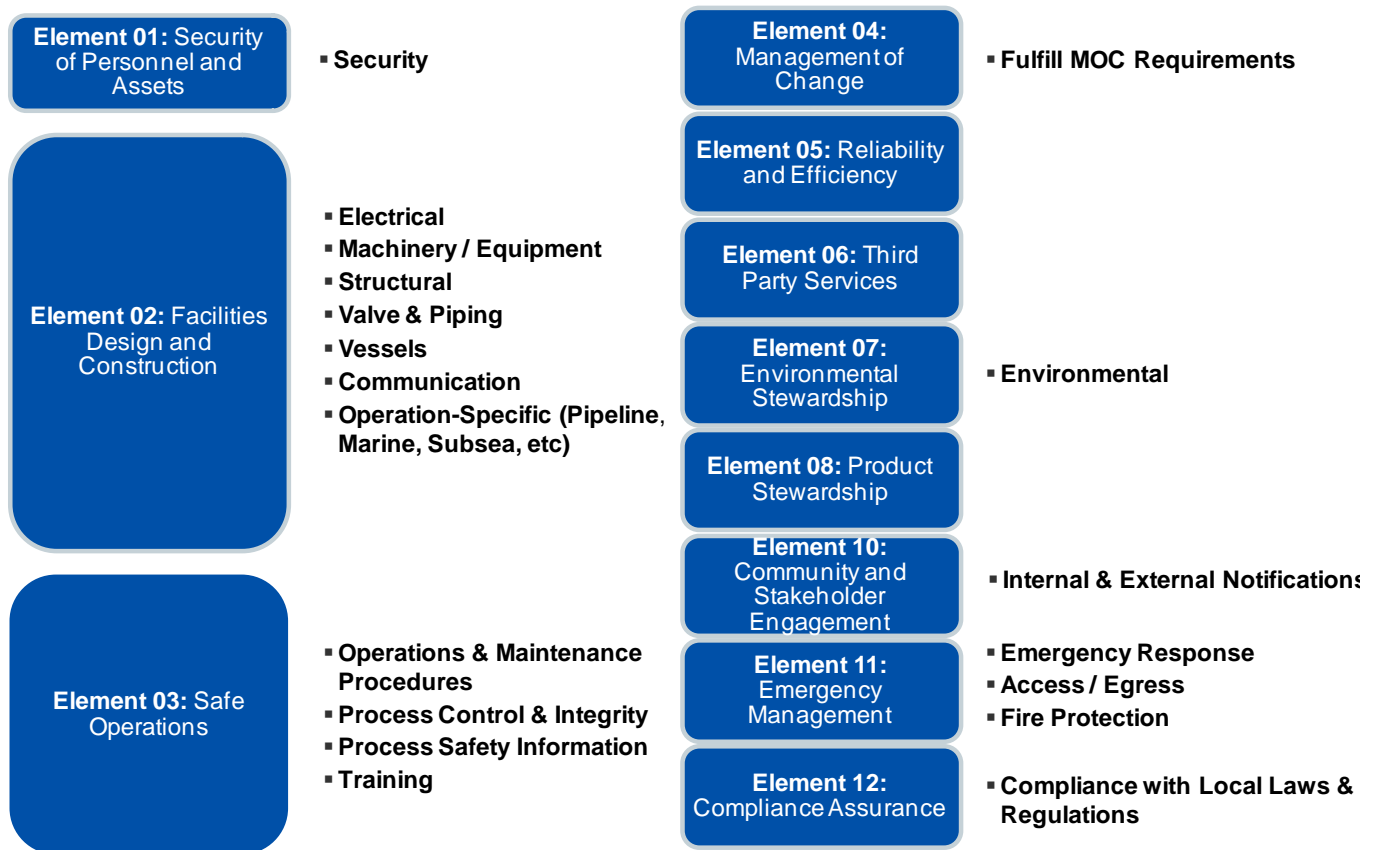 Element 01: Security
of Personnel and
Assets
▪ Security
Element 02: Facilities
Design and
Construction
▪ Electrical
▪ Machinery / Equipment
▪ Structural
▪ Valve & Piping
▪ Vessels
▪ Communication
▪ Operation-Specific (Pipeline,
Marine, Subsea, etc)
Element 03: Safe
Operations
▪ Operations & Maintenance
Procedures
▪ Process Control & Integrity
▪ Process Safety Information
▪ Training
Element 04:
Management of
Change
▪ Fulfill MOC Requirements
Element 05: Reliability
and Efficiency
Element 06: Third
Party Services
Element 07:
Environmental
Stewardship
▪ Environmental
Element 08: Product
Stewardship
Element 10:
Community and
Stakeholder
Engagement
▪ Internal & External Notifications
Element 11:
Emergency
Management
▪ Emergency Response
▪ Access / Egress
▪ Fire Protection
Element 12:
Compliance Assurance
▪ Compliance with Local Laws &
Regulations